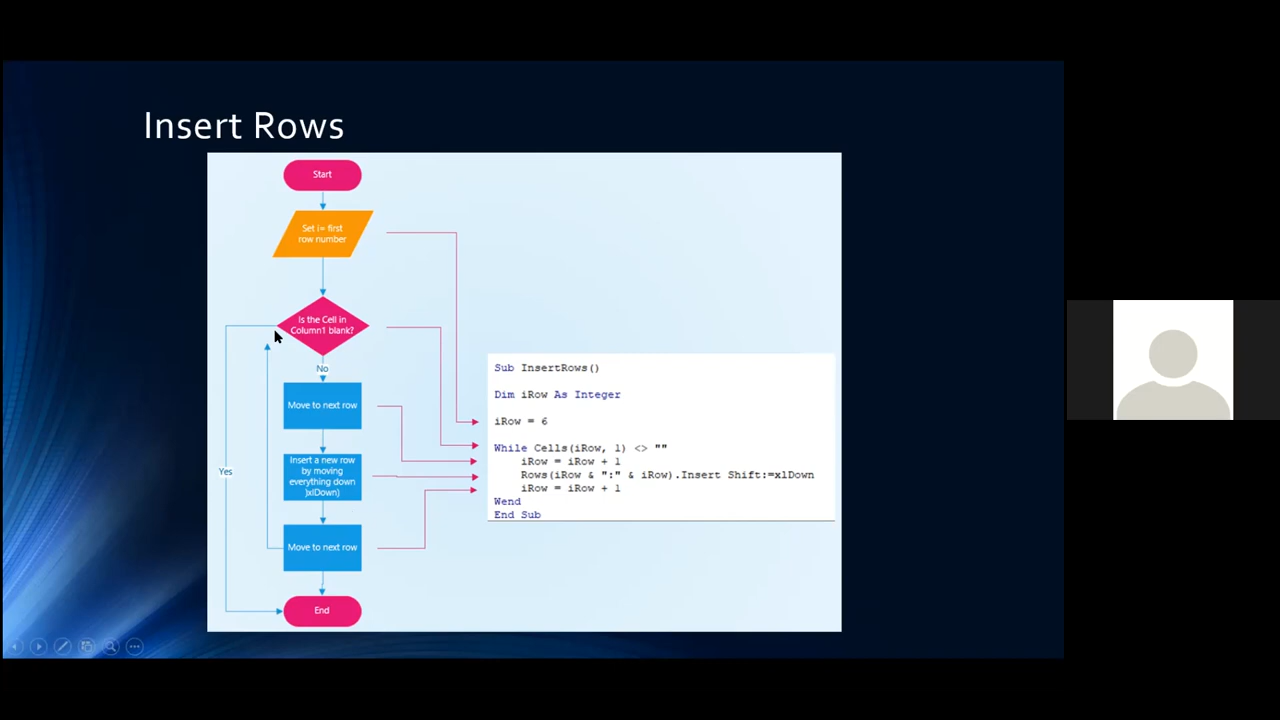 Insert Rows
Start
Set i= first
row number
Is the Cell in
Column1 blank?
No
Move to next row
Insert a new row
by moving
everything down
)xlDown)
Yes
Move to next row
End
Sub InsertRows()
Dim iRow As Integer
iRow = 6
While Cells(iRow, 1) <> ""
iRow = iRow + 1
Rows(iRow & ":" & iRow).Insert Shift:=xlDown
iRow = iRow + 1
Wend
End Sub